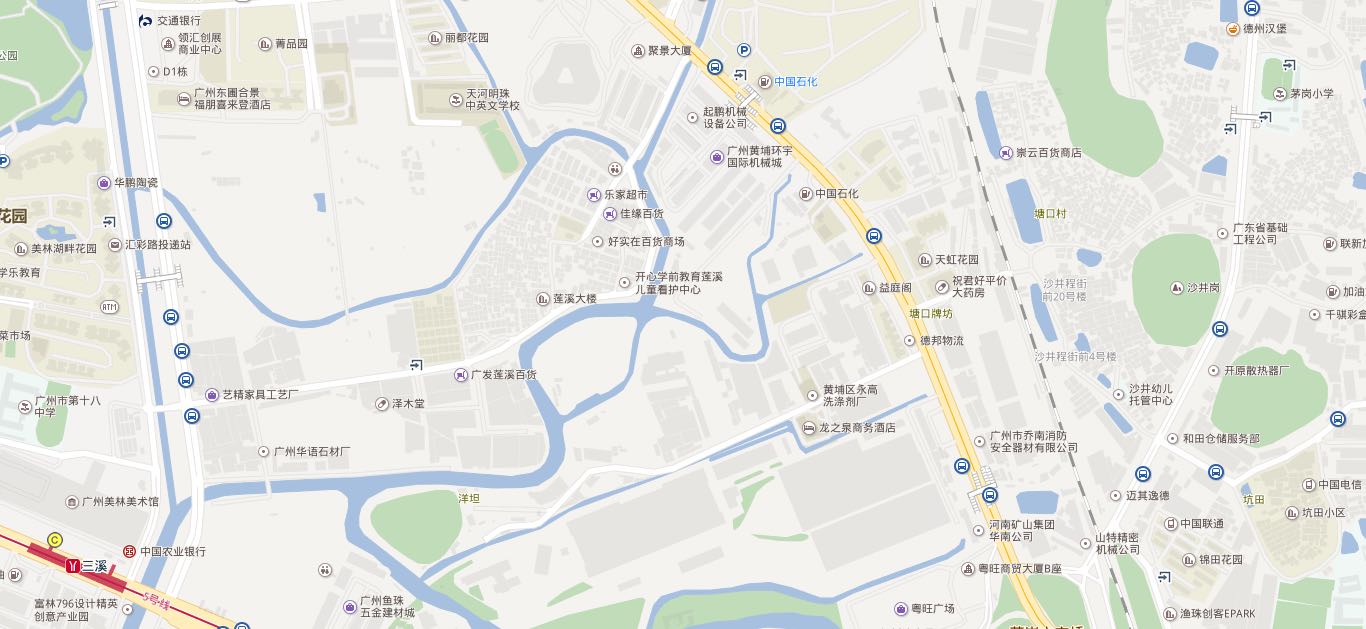 交通银行
领汇创展
商业中心
菁品园
丽都花园
聚景大厦
德州汉堡
公园
D1栋
广州东圃合景
福朋喜来登酒店
天河明珠
中英文学校
中国石化
茅岗小学
起鹏机械
设备公司
广州黄埔环宇
国际机械城
崇云百货商店
华鹏陶瓷
乐家超市
佳缘百货
中国石化
塘口村
花园
美林湖畔花园
汇彩路投递站
好实在百货商场
广东省基础
工程公司
联新加
学乐教育
开心学前教育莲溪
儿童看护中心
天虹花园
益庭阁
祝君好平价
大药房
沙井程街
前20号楼
沙井岗
加油
ATM
莲溪大楼
塘口牌坊
千骐彩盒
菜市场
德邦物流
沙井程街前4号楼
开原散热器厂
广发莲溪百货
艺精家具工艺厂
泽木堂
黄埔区永高
洗涤剂厂
沙井幼儿
托管中心
广州市第十八
中学
龙之泉商务酒店
广州市乔南消防
安全器材有限公司
和田仓储服务部
广州华语石材厂
中国电信
广州美林美术馆
洋坦
迈其逸德
坑田
坑田小区
河南矿山集团
华南公司
中国联通
山特精密
机械公司
中国农业银行
三溪
锦田花园
粤旺商贸大厦B座
5号线
富林796设计精英
创意产业园
广州鱼珠
五金建材城
粤旺广场
渔珠创客EPARK